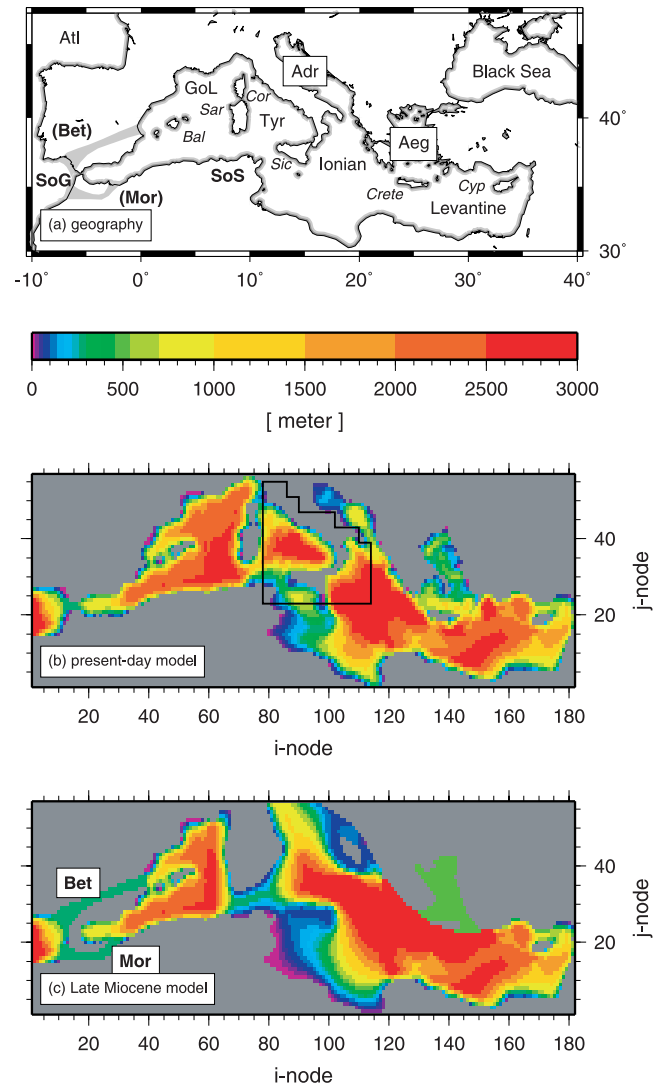 Atl
Adr
Black Sea
GoL
Cor
Sar
Tyr
(Bet)
Bal
Aeg
SoG
Sic
Ionian
SoS
(Mor)
Crete
Cyp
Levantine
(a) geography
40˚
30˚
-10˚ 0˚ 10˚ 20˚ 30˚ 40˚
0 500 1000 1500 2000 2500 3000
[ meter ]
40
20
j-node
(b) present-day model
20 40 60 80 100 120 140 160 180
i-node
Bet
Mor
40
20
j-node
(c) Late Miocene model
20 40 60 80 100 120 140 160 180
i-node